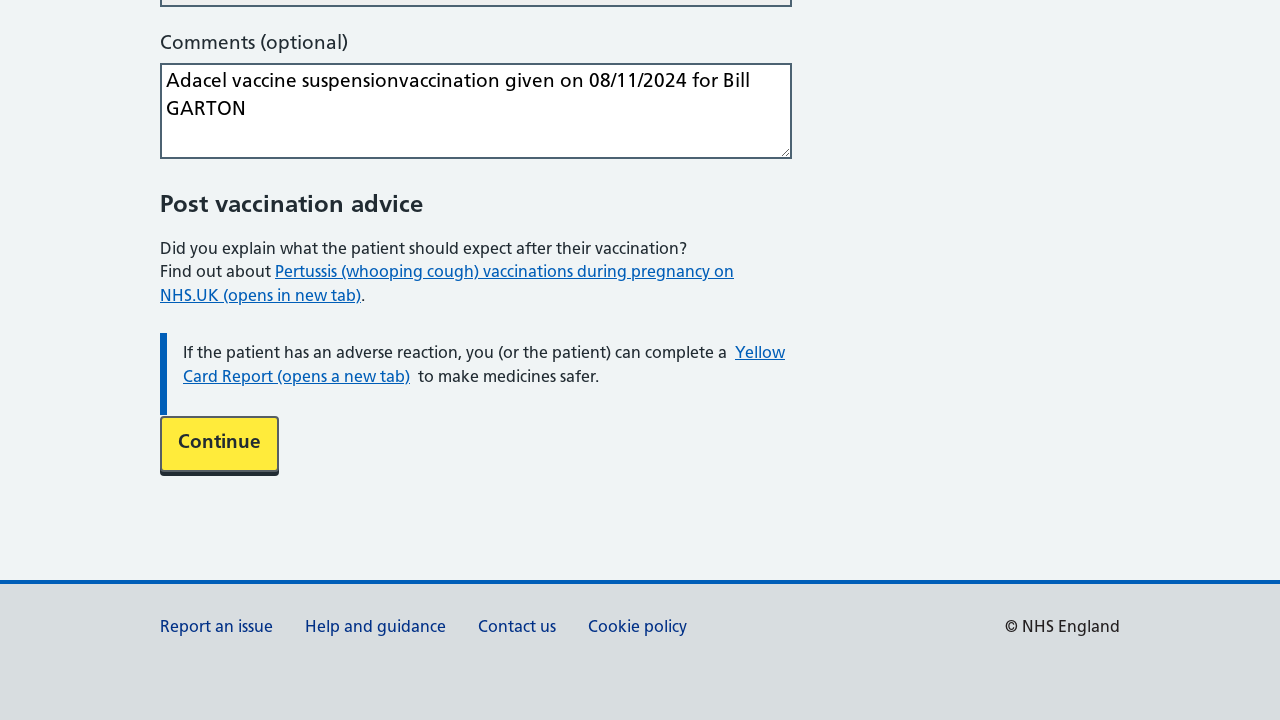 Comments (optional)
Adacel vaccine suspensionvaccination given on 08/11/2024 for Bill
GARTON
Post vaccination advice
Did you explain what the patient should expect after their vaccination?
Find out about Pertussis (whooping cough) vaccinations during pregnancy on
NHS.UK (opens in new tab).
If the patient has an adverse reaction, you (or the patient) can complete a Yellow
Card Report (opens a new tab) to make medicines safer.
Continue
Report an issue Help and guidance Contact us Cookie policy © NHS England